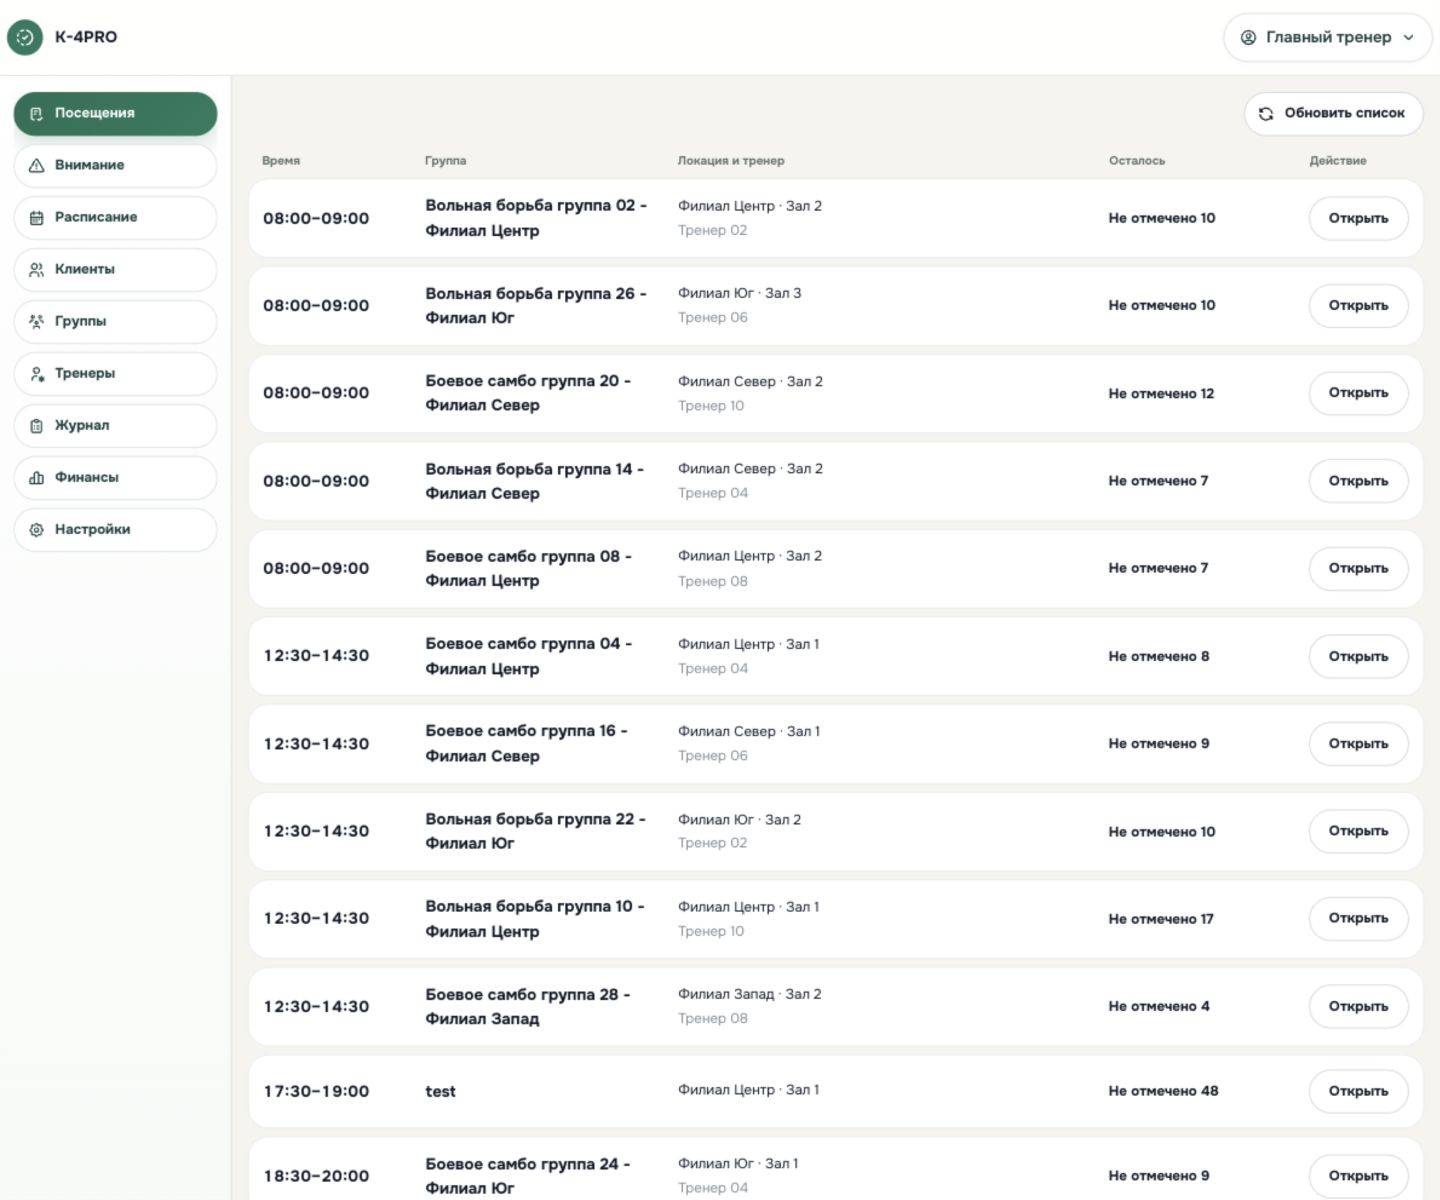 K-4PRO
Главный тренер
Посещения
Внимание
Расписание
Клиенты
Группы
Тренеры
Журнал
Финансы
Настройки
Обновить список
Время Группа Локация и тренер Осталось Действие
08:00–09:00
Вольная борьба группа 02 -
Филиал Центр
Филиал Центр · Зал 2
Тренер 02
Не отмечено 10
Открыть
08:00–09:00
Вольная борьба группа 26 -
Филиал Юг
Филиал Юг · Зал 3
Тренер 06
Не отмечено 10
Открыть
08:00–09:00
Боевое самбо группа 20 -
Филиал Север
Филиал Север · Зал 2
Тренер 10
Не отмечено 12
Открыть
08:00–09:00
Вольная борьба группа 14 -
Филиал Север
Филиал Север · Зал 2
Тренер 04
Не отмечено 7
Открыть
08:00–09:00
Боевое самбо группа 08 -
Филиал Центр
Филиал Центр · Зал 2
Тренер 08
Не отмечено 7
Открыть
12:30–14:30
Боевое самбо группа 04 -
Филиал Центр
Филиал Центр · Зал 1
Тренер 04
Не отмечено 8
Открыть
12:30–14:30
Боевое самбо группа 16 -
Филиал Север
Филиал Север · Зал 1
Тренер 06
Не отмечено 9
Открыть
12:30–14:30
Вольная борьба группа 22 -
Филиал Юг
Филиал Юг · Зал 2
Тренер 02
Не отмечено 10
Открыть
12:30–14:30
Вольная борьба группа 10 -
Филиал Центр
Филиал Центр · Зал 1
Тренер 10
Не отмечено 17
Открыть
12:30–14:30
Боевое самбо группа 28 -
Филиал Запад
Филиал Запад · Зал 2
Тренер 08
Не отмечено 4
Открыть
17:30–19:00
test
Филиал Центр · Зал 1
Не отмечено 48
Открыть
18:30–20:00
Боевое самбо группа 24 -
Филиал Юг
Филиал Юг · Зал 1
Тренер 04
Не отмечено 9
Открыть